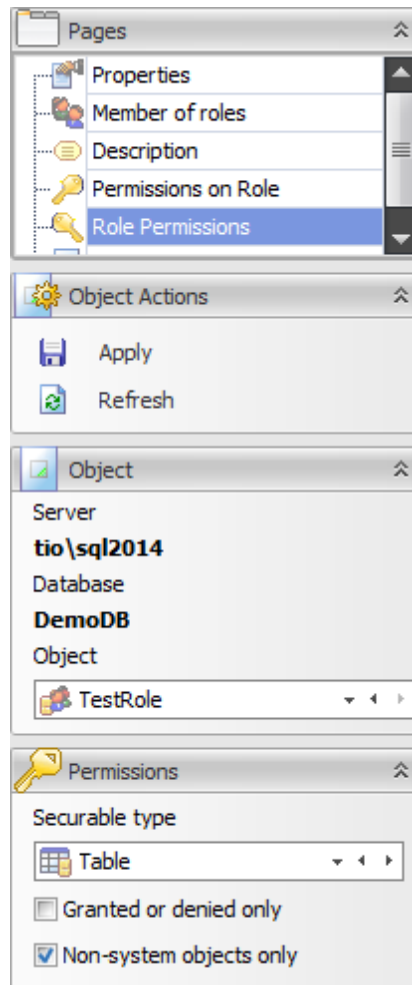 Pages
Properties
Member of roles
Description
Permissions on Role
Role Permissions
Object Actions
Apply
Refresh
Object
Server
tio\sql2014
Database
DemoDB
Object
TestRole
Permissions
Securable type
Table
Granted or denied only
Non-system objects only